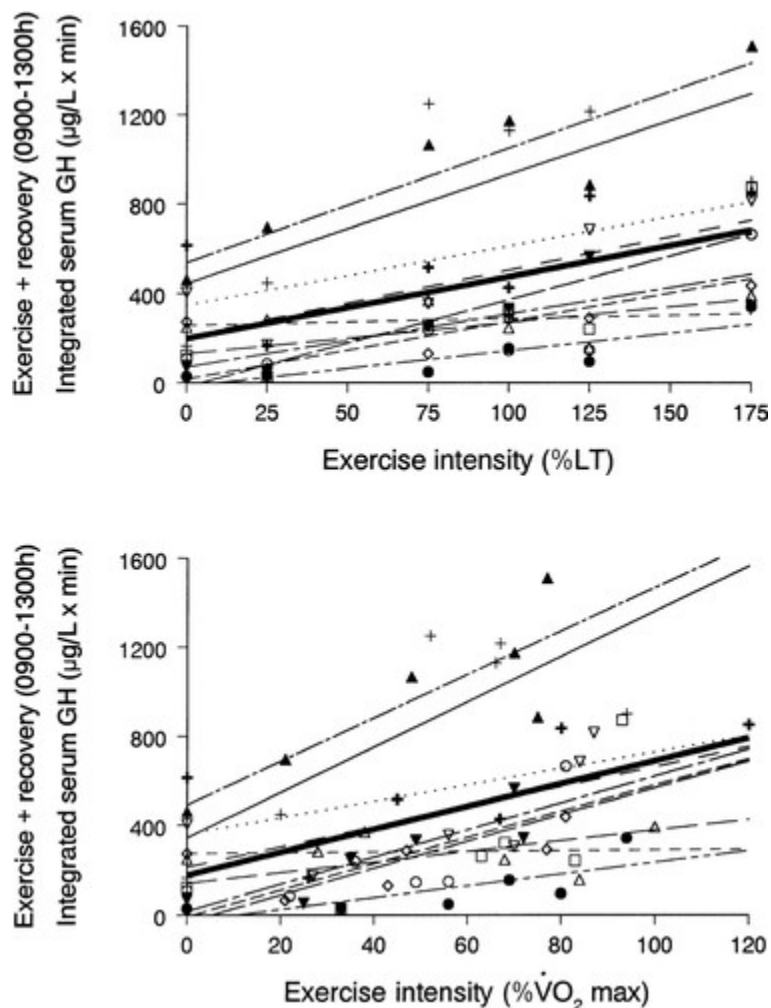 Exercise + recovery (0900-1300h)
Integrated serum GH (μg/L x min)
1600
1200
800
400
0
0 25 50 75 100 125 150 175
Exercise intensity (%LT)
Exercise + recovery (0900-1300h)
Integrated serum GH (μg/L x min)
1600
1200
800
400
0
0 20 40 60 80 100 120
Exercise intensity (%V̇O₂ max)